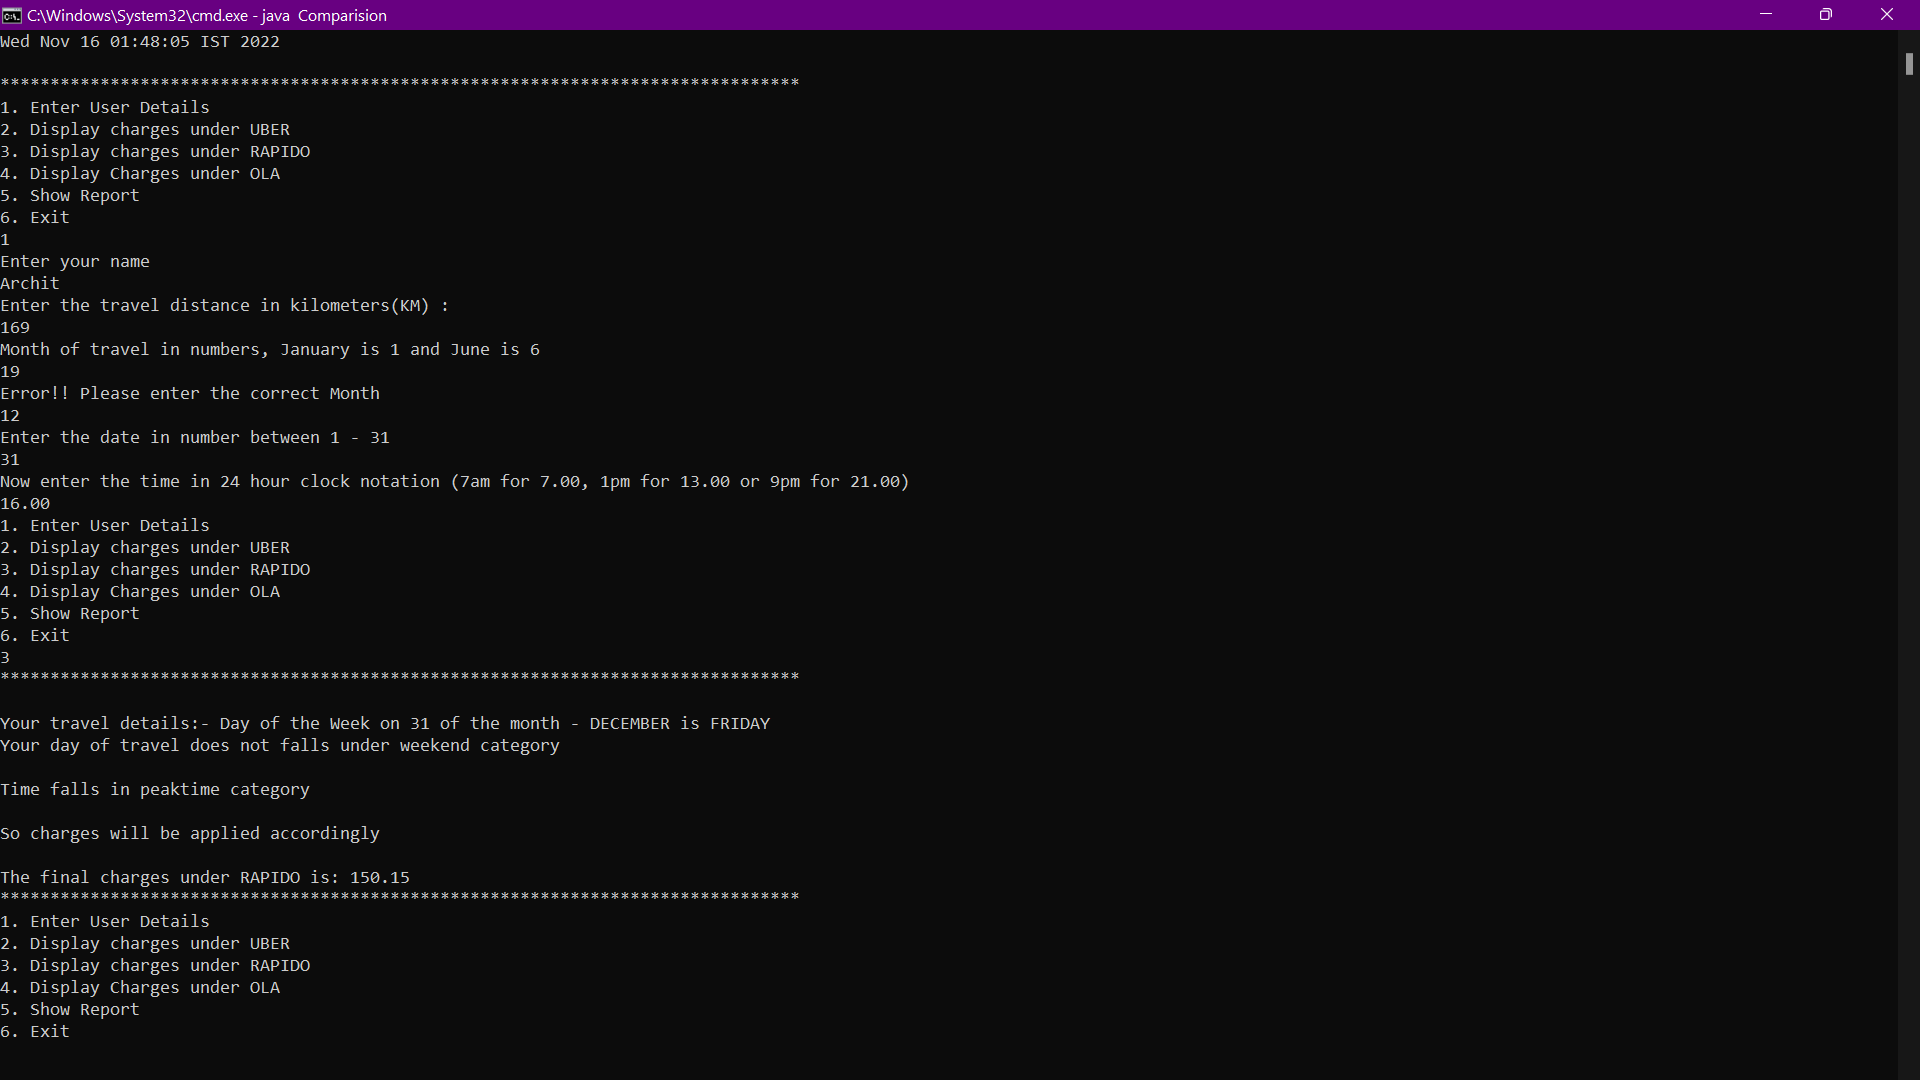 C:\Windows\System32\cmd.exe - java  Comparision
Wed Nov 16 01:48:05 IST 2022
********************************************************************************
1. Enter User Details
2. Display charges under UBER
3. Display charges under RAPIDO
4. Display Charges under OLA
5. Show Report
6. Exit
1
Enter your name
Archit
Enter the travel distance in kilometers(KM) :
169
Month of travel in numbers, January is 1 and June is 6
19
Error!! Please enter the correct Month
12
Enter the date in number between 1 - 31
31
Now enter the time in 24 hour clock notation (7am for 7.00, 1pm for 13.00 or 9pm for 21.00)
16.00
1. Enter User Details
2. Display charges under UBER
3. Display charges under RAPIDO
4. Display Charges under OLA
5. Show Report
6. Exit
3
********************************************************************************
Your travel details:- Day of the Week on 31 of the month - DECEMBER is FRIDAY
Your day of travel does not falls under weekend category
Time falls in peaktime category
So charges will be applied accordingly
The final charges under RAPIDO is: 150.15
********************************************************************************
1. Enter User Details
2. Display charges under UBER
3. Display charges under RAPIDO
4. Display Charges under OLA
5. Show Report
6. Exit